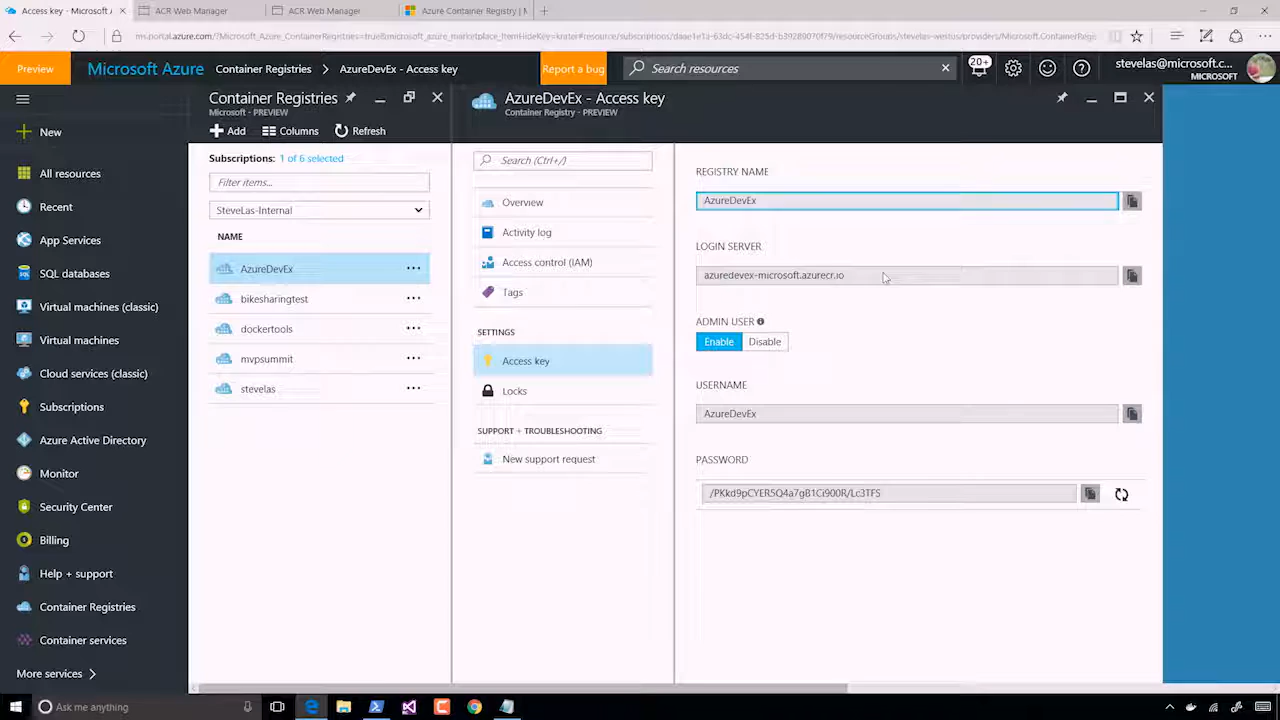 Access key - Microsoft A
ACR Web Manager
ACR Web Manager
Azure Container Registry | M
Preview
Microsoft Azure
Container Registries > AzureDevEx - Access key
Report a bug
Search resources
20+
stevelas@microsoft.c...
MICROSOFT
Container Registries
Microsoft - PREVIEW
Add
Columns
Refresh
Subscriptions: 1 of 6 selected
Filter items...
SteveLas-Internal
NAME
AzureDevEx
bikesharingtest
dockertools
mvpsummit
stevelas
New
All resources
Recent
App Services
SQL databases
Virtual machines (classic)
Virtual machines
Cloud services (classic)
Subscriptions
Azure Active Directory
Monitor
Security Center
Billing
Help + support
Container Registries
Container services
More services >
AzureDevEx - Access key
Container Registry - PREVIEW
Search (Ctrl+/)
Overview
Activity log
Access control (IAM)
Tags
SETTINGS
Access key
Locks
SUPPORT + TROUBLESHOOTING
New support request
REGISTRY NAME
AzureDevEx
LOGIN SERVER
azuredevex-microsoft.azurecr.io
ADMIN USER
Enable
Disable
USERNAME
AzureDevEx
PASSWORD
/PKkd9pCYER5Q4a7gB1Ci900R/Lc3TFS
Ask me anything